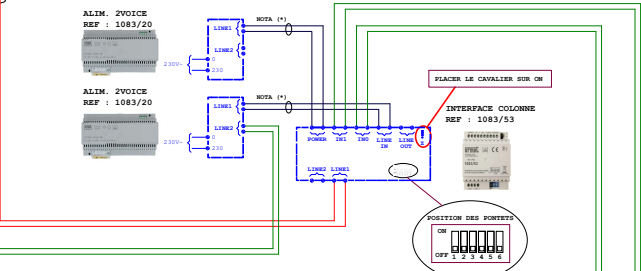 ALIM. 2VOICE
REF : 1083/20
NOTA (*)
LINE1
LINE2
230V~
0
230
ALIM. 2VOICE
REF : 1083/20
NOTA (*)
LINE1
LINE2
230V~
0
230
PLACER LE CAVALIER SUR ON
INTERFACE COLONNE
REF : 1083/53
POWER
IN1
IN0
LINE
IN
LINE
OUT
LINE2
LINE1
POSITION DES PONTETS
ON
OFF
1 2 3 4 5 6